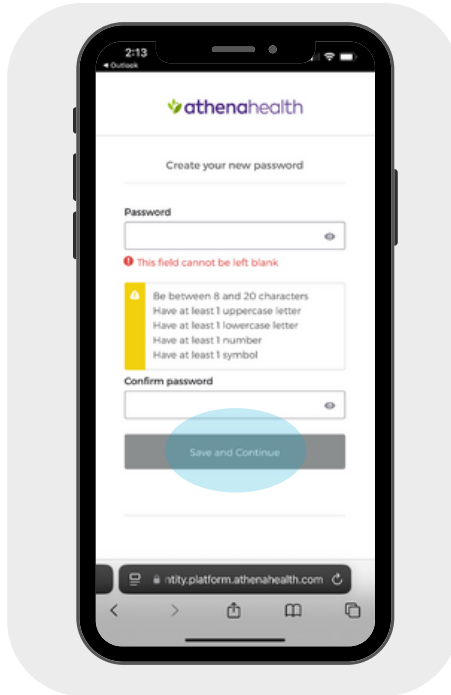 2:13
◄ Outlook
athenahealth
Create your new password
Password
This field cannot be left blank
Be between 8 and 20 characters
Have at least 1 uppercase letter
Have at least 1 lowercase letter
Have at least 1 number
Have at least 1 symbol
Confirm password
Save and Continue
ntity.platform.athenahealth.com